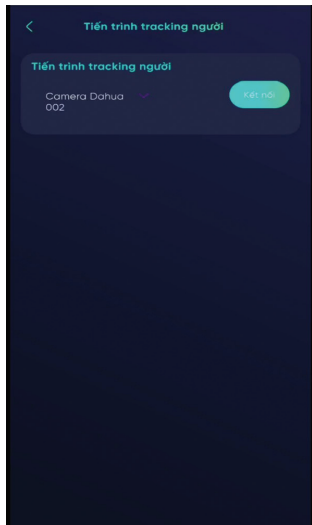 Tiến trình tracking người
Tiến trình tracking người
Camera Dahua
002
Kết nối